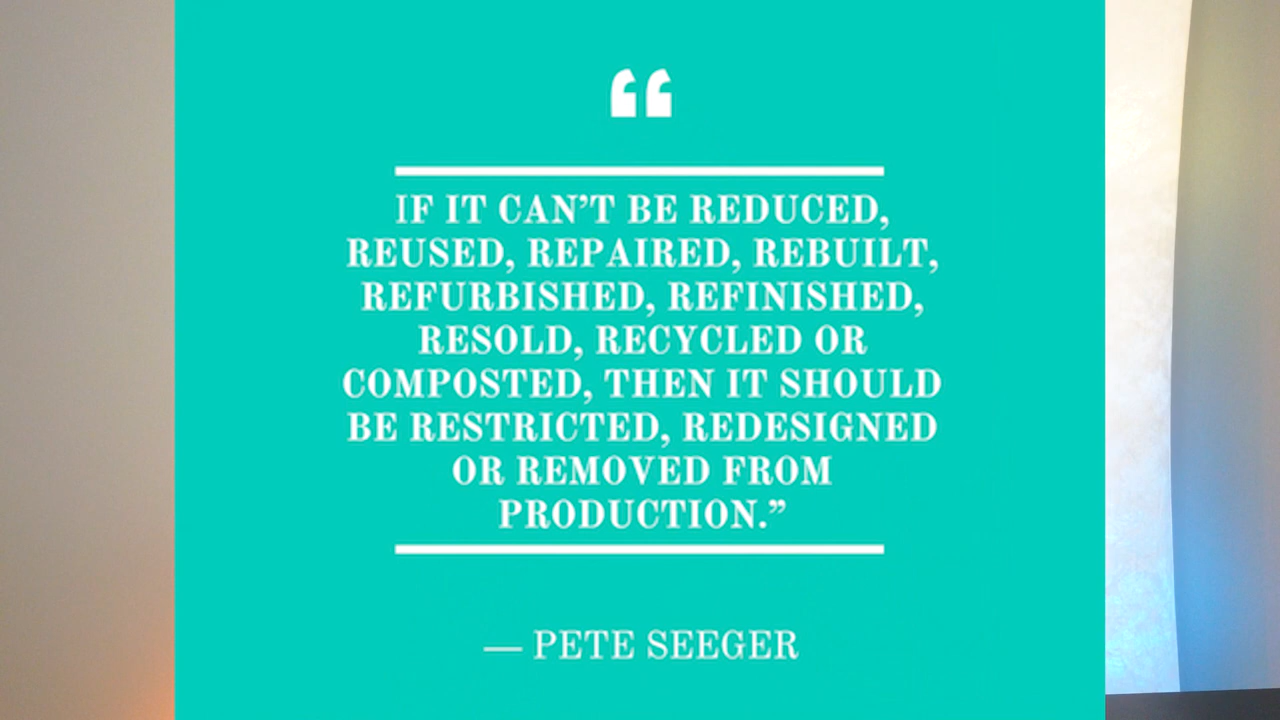 “
IF IT CAN’T BE REDUCED,
REUSED, REPAIRED, REBUILT,
REFURBISHED, REFINISHED,
RESOLD, RECYCLED OR
COMPOSTED, THEN IT SHOULD
BE RESTRICTED, REDESIGNED
OR REMOVED FROM
PRODUCTION.”
— PETE SEEGER